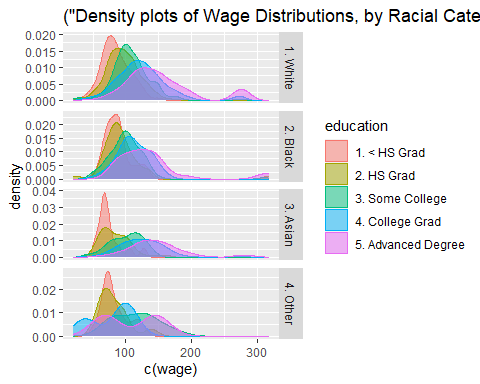 ("Density plots of Wage Distributions, by Racial Cate
density
0.020
0.015
0.010
0.005
0.000
1. White
0.020
0.015
0.010
0.005
0.000
2. Black
0.04
0.03
0.02
0.01
0.00
3. Asian
0.02
0.01
0.00
4. Other
100
200
300
c(wage)
education
1. < HS Grad
2. HS Grad
3. Some College
4. College Grad
5. Advanced Degree